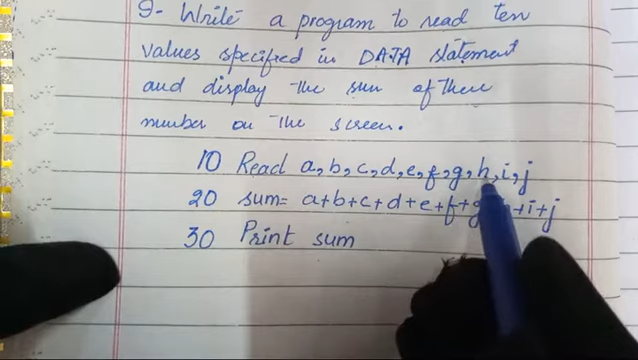 9- Write a program to read ten
values specified in DATA statement
and display the sum of these
number on the screen.
10 Read a, b, c, d, e, f, g, h, i, j
20 sum= a+b+c+d+e+f+g +i+j
30 Print sum